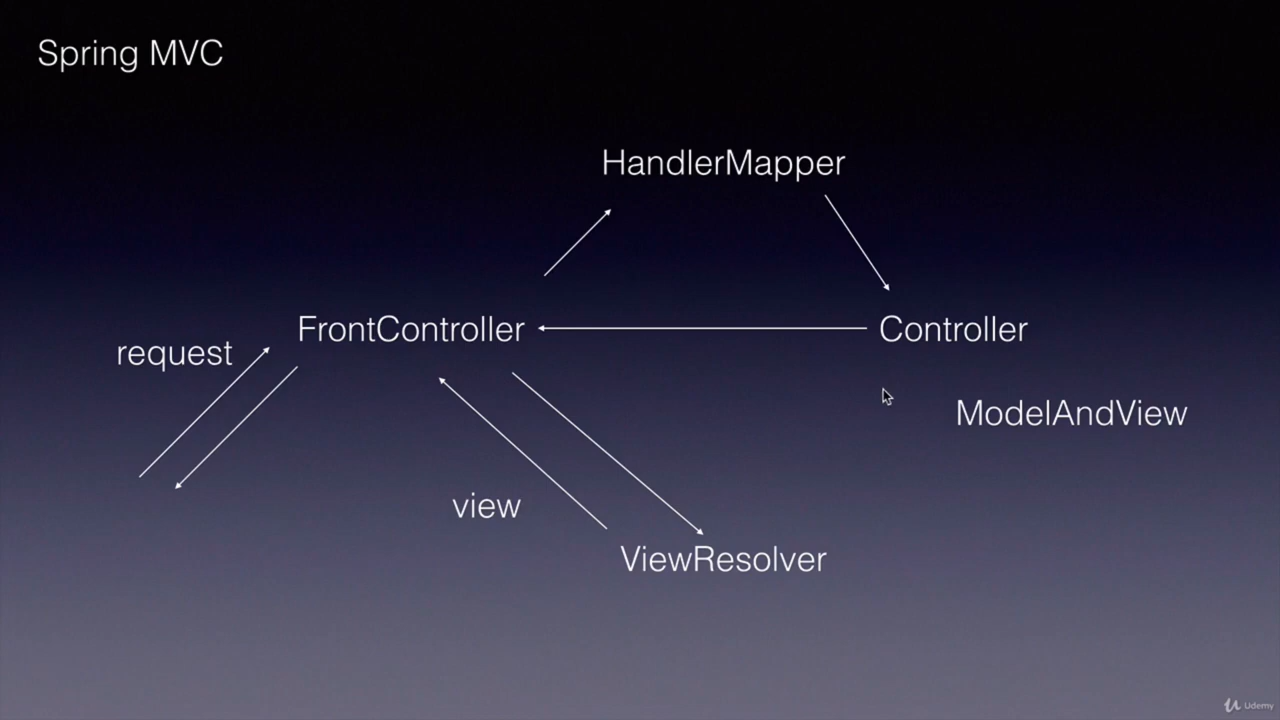 Spring MVC
HandlerMapper
FrontController
Controller
request
ModelAndView
view
ViewResolver
Udemy